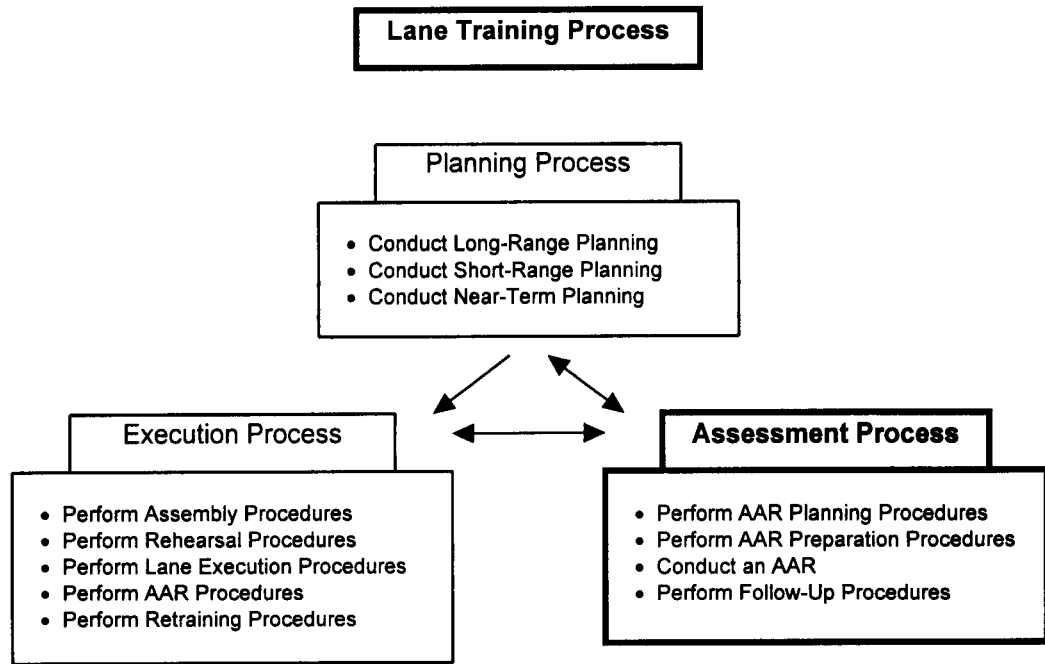 Lane Training Process
Planning Process
• Conduct Long-Range Planning
• Conduct Short-Range Planning
• Conduct Near-Term Planning
Execution Process
• Perform Assembly Procedures
• Perform Rehearsal Procedures
• Perform Lane Execution Procedures
• Perform AAR Procedures
• Perform Retraining Procedures
Assessment Process
• Perform AAR Planning Procedures
• Perform AAR Preparation Procedures
• Conduct an AAR
• Perform Follow-Up Procedures